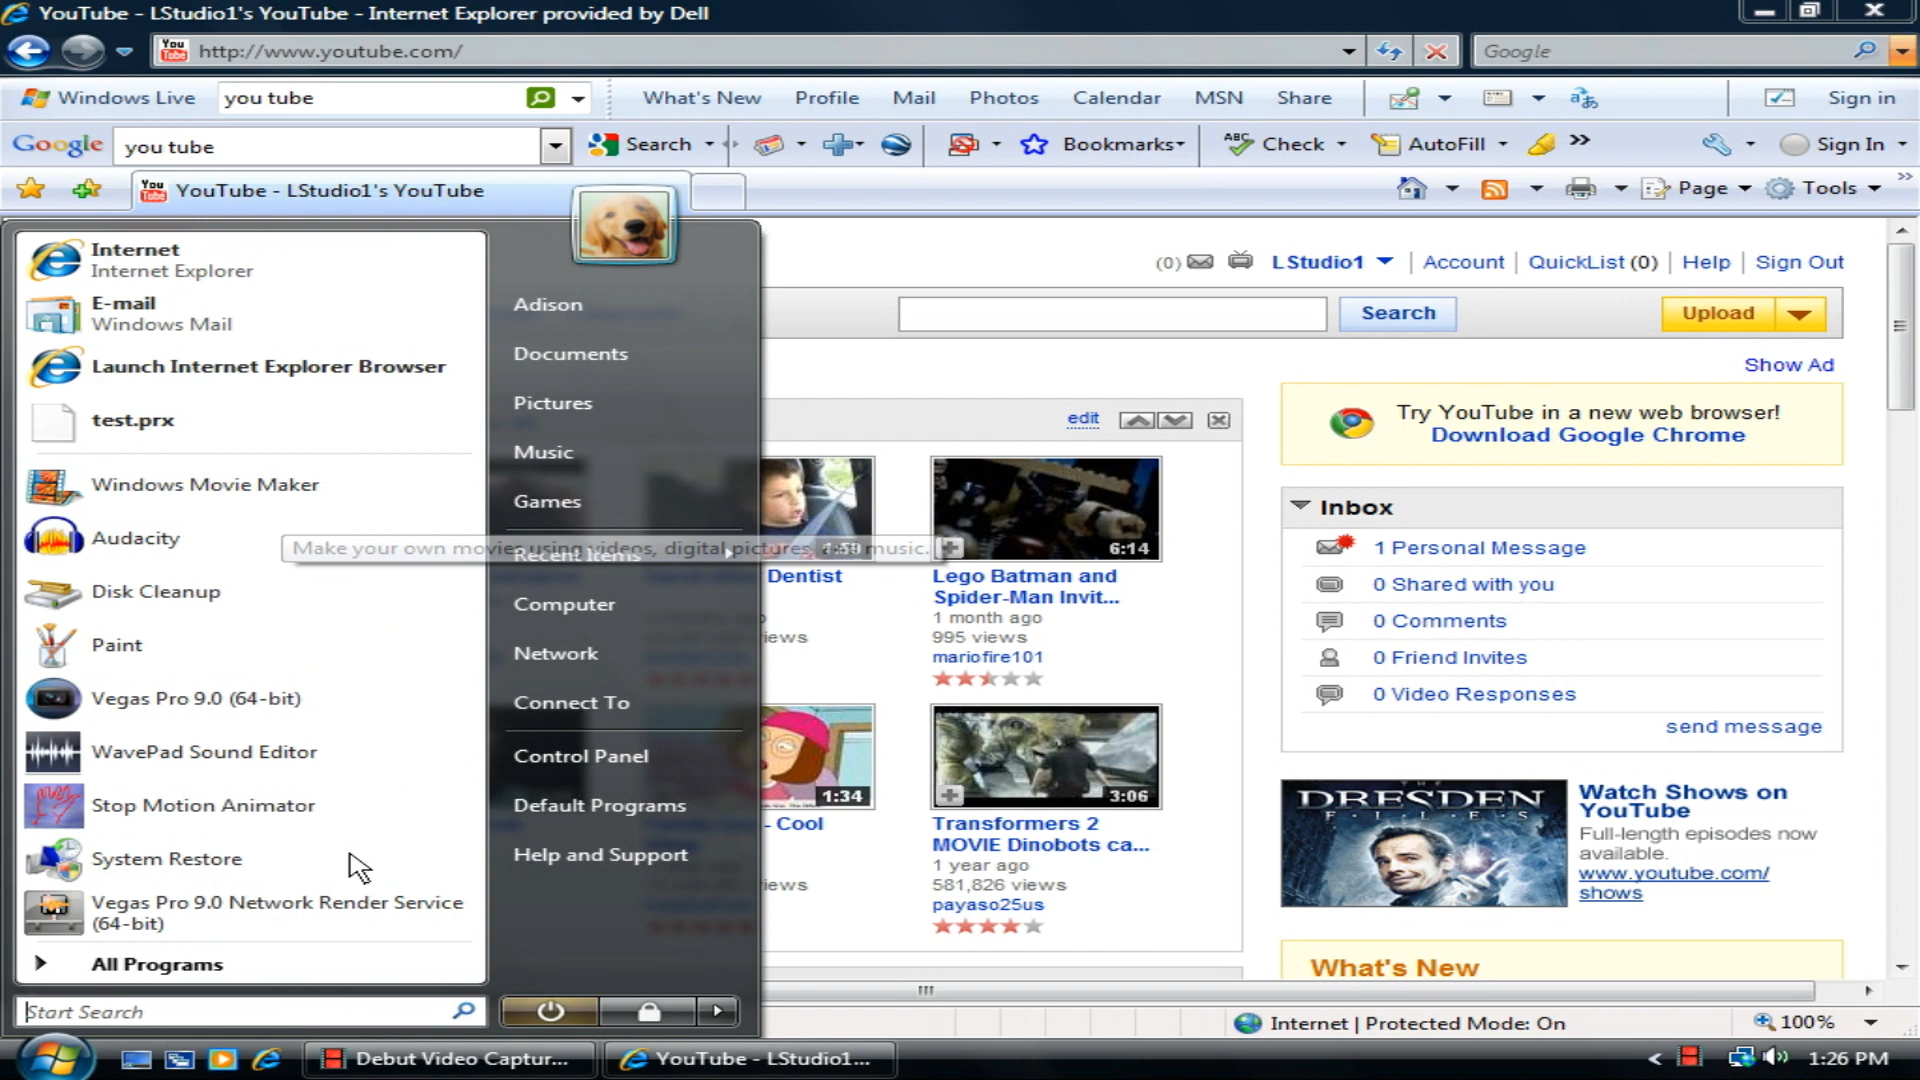 YouTube - LStudio1's YouTube - Internet Explorer provided by Dell
You Tube
http://www.youtube.com/
Google
Windows Live
you tube
What's New
Profile
Mail
Photos
Calendar
MSN
Share
Sign in
Google
you tube
Search
Bookmarks
ABC
Check
AutoFill
Sign In
You Tube
YouTube - LStudio1's YouTube
Page
Tools
Internet
Internet Explorer
E-mail
Windows Mail
Launch Internet Explorer Browser
test.prx
Windows Movie Maker
Audacity
Disk Cleanup
Paint
Vegas Pro 9.0 (64-bit)
WavePad Sound Editor
Stop Motion Animator
System Restore
Vegas Pro 9.0 Network Render Service
(64-bit)
All Programs
Start Search
Adison
Documents
Pictures
Music
Games
Recent Items
Make your own movies using videos, digital pictures, and music.
Computer
Network
Connect To
Control Panel
Default Programs
Help and Support
(0)
LStudio1
Account
QuickList (0)
Help
Sign Out
Search
Upload
Show Ad
edit
Dentist
iews
6:14
Lego Batman and
Spider-Man Invit...
1 month ago
995 views
mariofire101
1:34
- Cool
iews
3:06
Transformers 2
MOVIE Dinobots ca...
1 year ago
581,826 views
payaso25us
Try YouTube in a new web browser!
Download Google Chrome
Inbox
1 Personal Message
0 Shared with you
0 Comments
0 Friend Invites
0 Video Responses
send message
DRESDEN
FILES
Watch Shows on
YouTube
Full-length episodes now
available.
www.youtube.com/
shows
What's New
Internet | Protected Mode: On
100%
Debut Video Captur...
YouTube - LStudio1...
1:26 PM